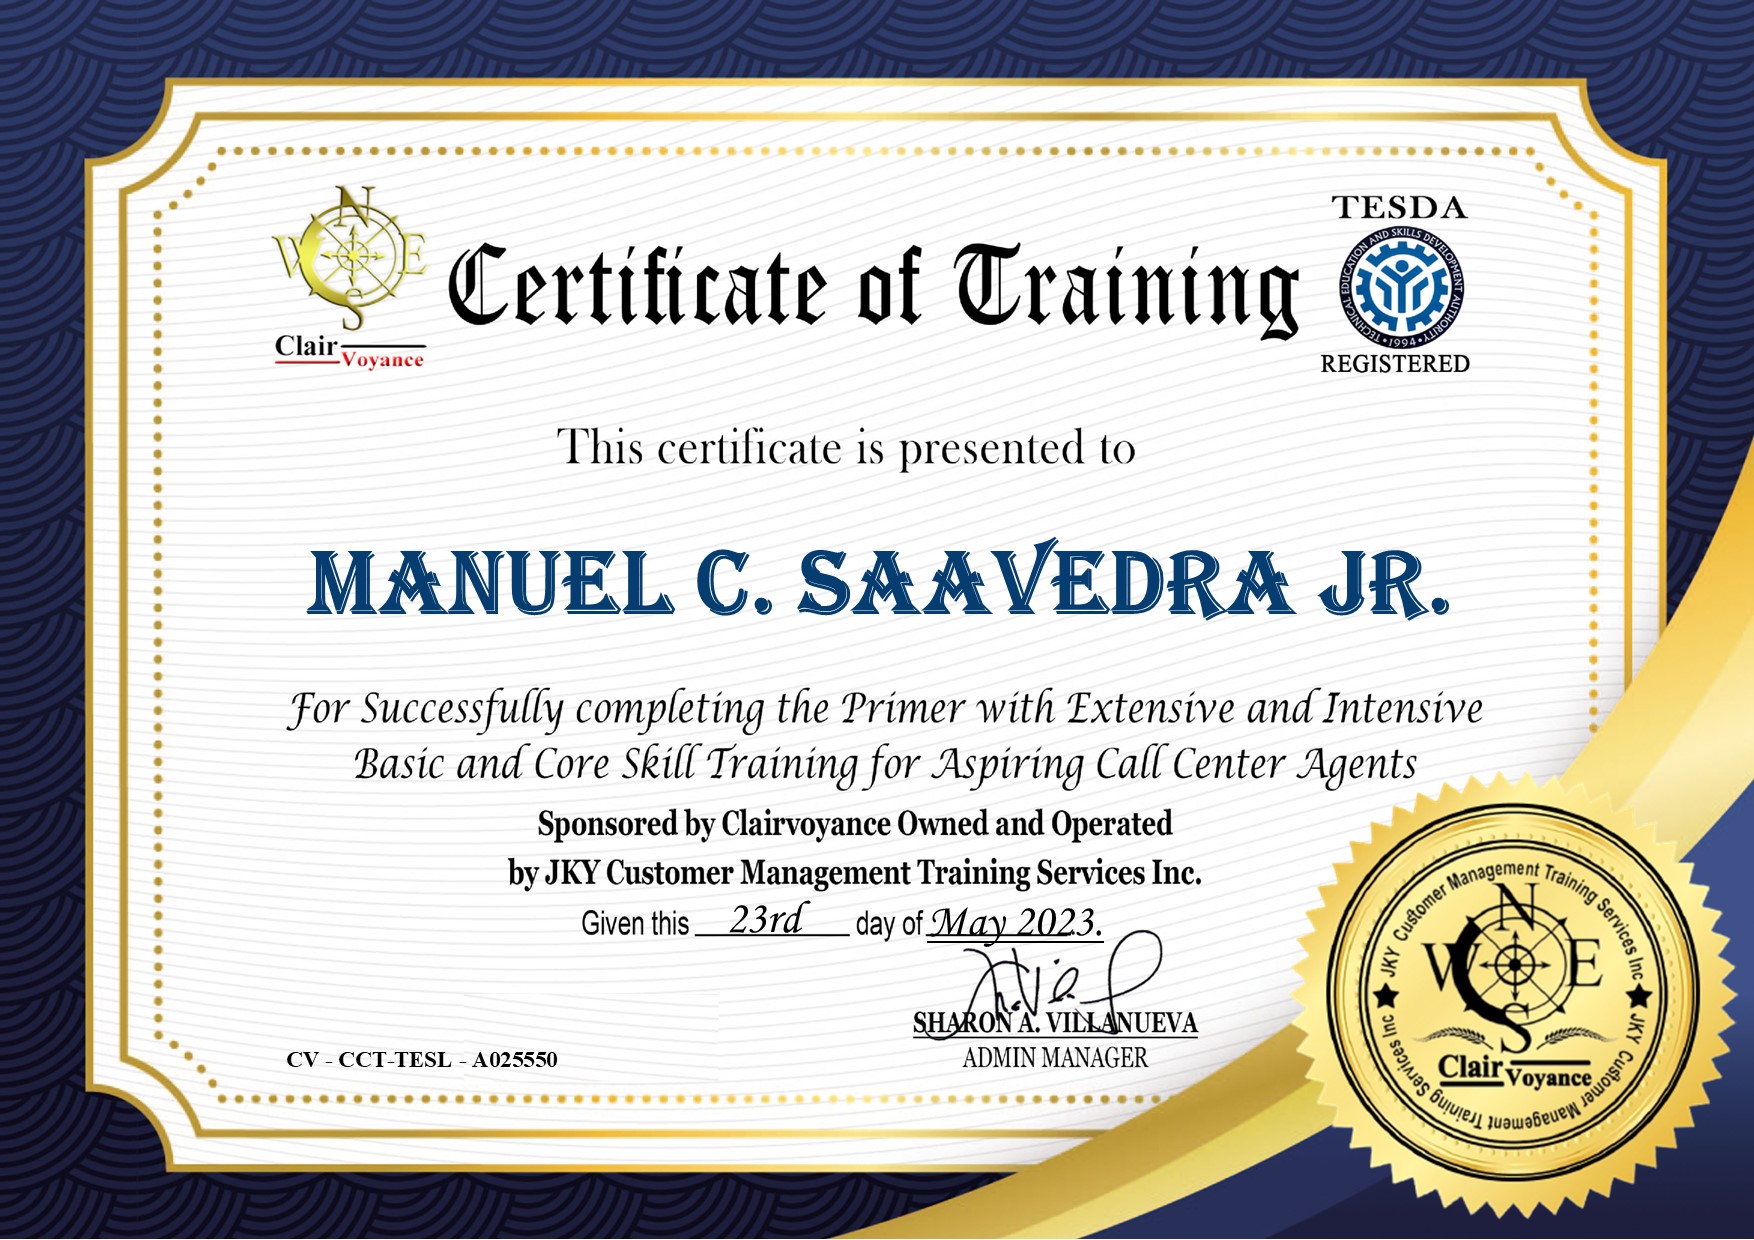 N
W E
S
Clair
Voyance
Certificate of Training
TESDA
TECHNICAL EDUCATION AND SKILLS DEVELOPMENT AUTHORITY
• 1994 •
REGISTERED
This certificate is presented to
MANUEL C. SAAVEDRA JR.
For Successfully completing the Primer with Extensive and Intensive
Basic and Core Skill Training for Aspiring Call Center Agents
Sponsored by Clairvoyance Owned and Operated
by JKY Customer Management Training Services Inc.
Given this 23rd day of May 2023.
SHARON A. VILLANUEVA
ADMIN MANAGER
CV - CCT-TESL - A025550
JKY Customer Management Training Services Inc
N
W E
S
Clair
Voyance
JKY Customer Management Training Services Inc